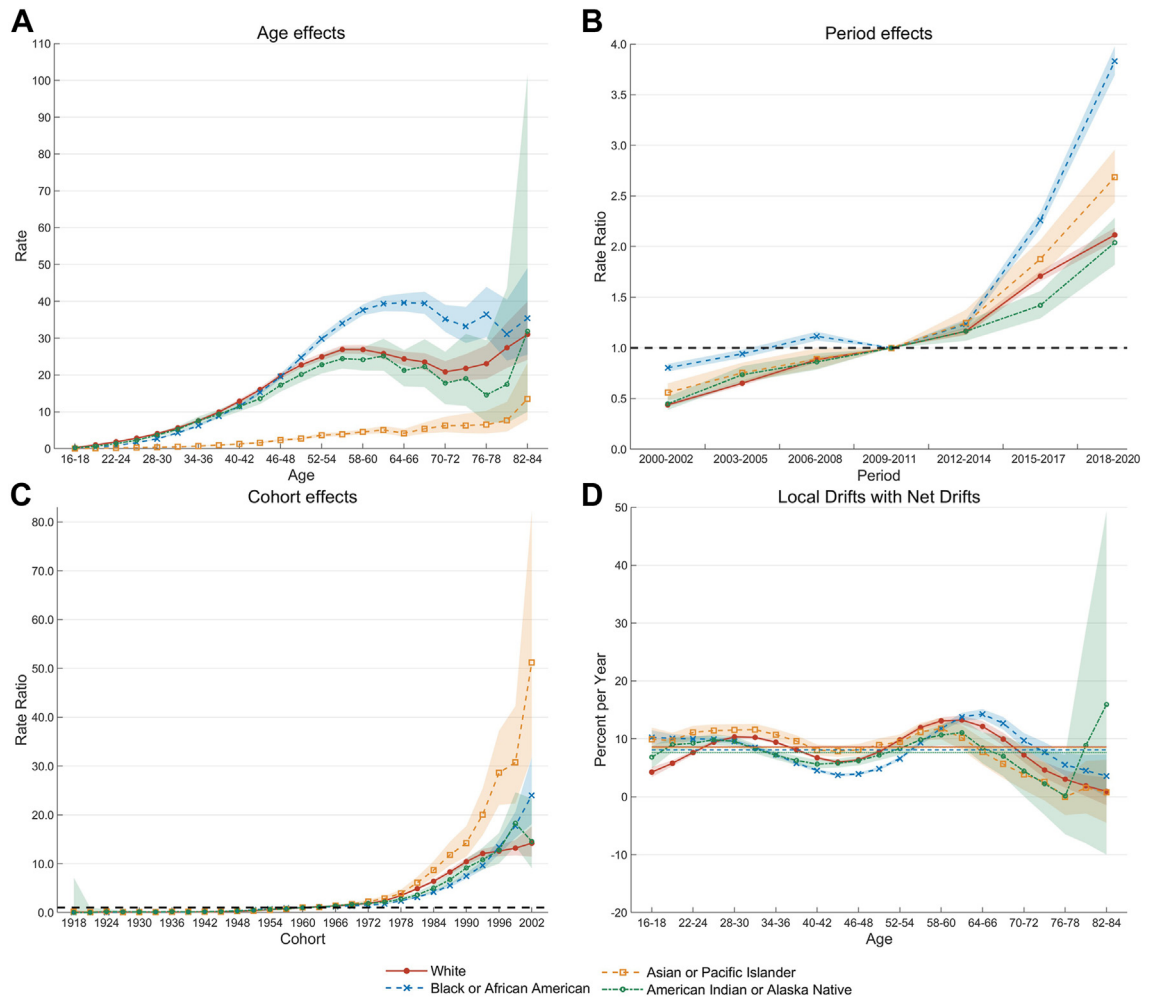 A
Age effects
110
100
90
80
70
60
50
40
30
20
10
0
Rate
16-18 22-24 28-30 34-36 40-42 46-48 52-54 58-60 64-66 70-72 76-78 82-84
Age
B
Period effects
4.0
3.5
3.0
2.5
2.0
1.5
1.0
0.5
0.0
Rate Ratio
2000-2002 2003-2005 2006-2008 2009-2011 2012-2014 2015-2017 2018-2020
Period
C
Cohort effects
80.0
70.0
60.0
50.0
40.0
30.0
20.0
10.0
0.0
Rate Ratio
1918 1924 1930 1936 1942 1948 1954 1960 1966 1972 1978 1984 1990 1996 2002
Cohort
D
Local Drifts with Net Drifts
50
40
30
20
10
0
-10
-20
Percent per Year
16-18 22-24 28-30 34-36 40-42 46-48 52-54 58-60 64-66 70-72 76-78 82-84
Age
White
Asian or Pacific Islander
Black or African American
American Indian or Alaska Native